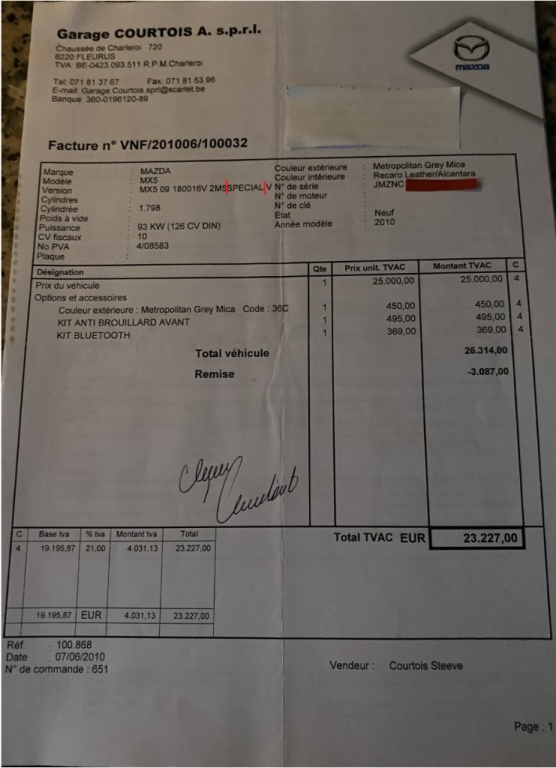 Garage COURTOIS A. s.p.r.l.
Chaussée de Charleroi 720
6220 FLEURUS
TVA BE-0423.093.511 R.P.M.Charleroi
Tel: 071 81 37 67 Fax: 071 81 53 96
E-mail: Garage.Courtois.sprl@scarlet.be
Banque: 360-0196120-89
mazda
Facture n° VNF/201006/100032
Marque : MAZDA
Modèle : MX5
Version : MX5 09 180016V 2M5SPECIAL V
Cylindres :
Cylindrée : 1.798
Poids à vide :
Puissance : 93 KW (126 CV DIN)
CV fiscaux : 10
No PVA : 4/08583
Plaque :
Couleur extérieure : Metropolitan Grey Mica
Couleur intérieure : Recaro Leather/Alcantara
N° de série : JMZNC
N° de moteur :
N° de clé :
Etat : Neuf
Année modèle : 2010
Désignation Qte Prix unit. TVAC Montant TVAC C
Prix du véhicule 1 25.000,00 25.000,00 4
Options et accessoires
Couleur extérieure : Metropolitan Grey Mica Code : 36C 1 450,00 450,00 4
KIT ANTI BROUILLARD AVANT 1 495,00 495,00 4
KIT BLUETOOTH 1 369,00 369,00 4
Total véhicule 26.314,00
Remise -3.087,00
C Base tva % tva Montant tva Total
4 19.195,87 21,00 4.031,13 23.227,00
19.195,87 EUR 4.031,13 23.227,00
Total TVAC EUR 23.227,00
Réf. : 100.868
Date : 07/06/2010
N° de commande : 651
Vendeur : Courtois Steeve
Page : 1